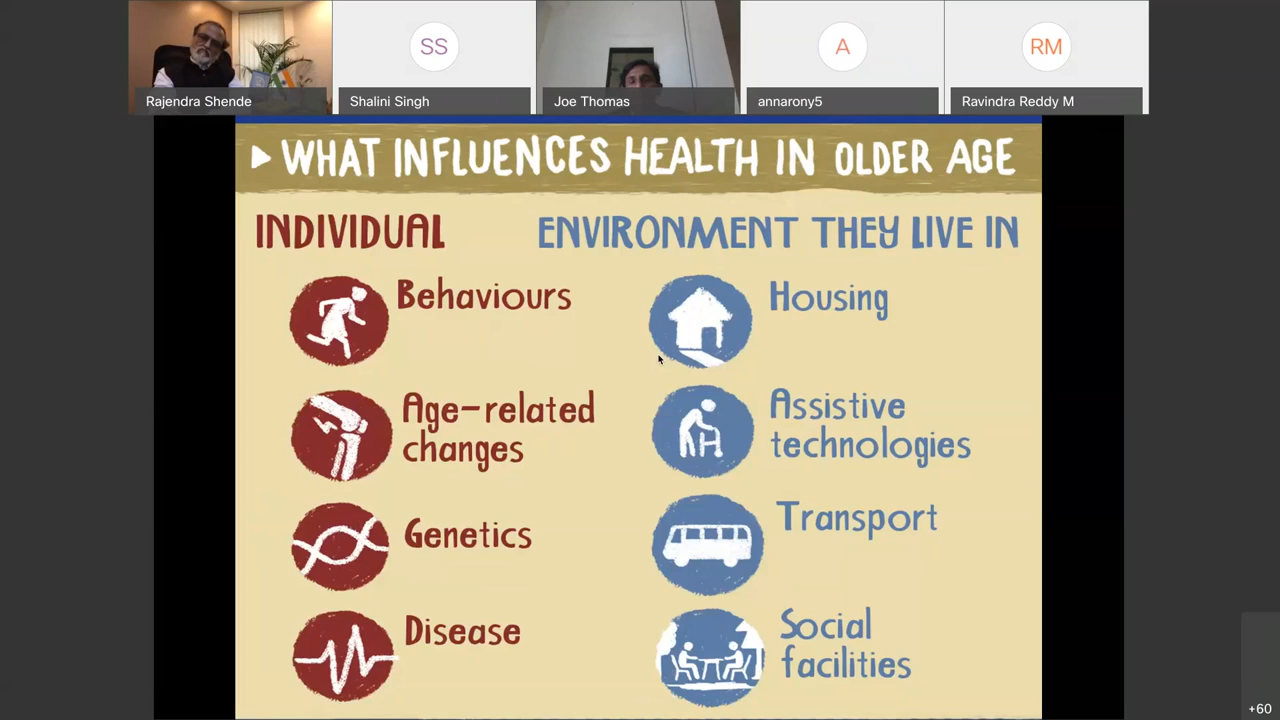 SS
A
RM
Rajendra Shende
Shalini Singh
Joe Thomas
annarony5
Ravindra Reddy M
WHAT INFLUENCES HEALTH IN OLDER AGE
INDIVIDUAL
Behaviours
Age-related
changes
Genetics
Disease
ENVIRONMENT THEY LIVE IN
Housing
Assistive
technologies
Transport
Social
facilities
+60